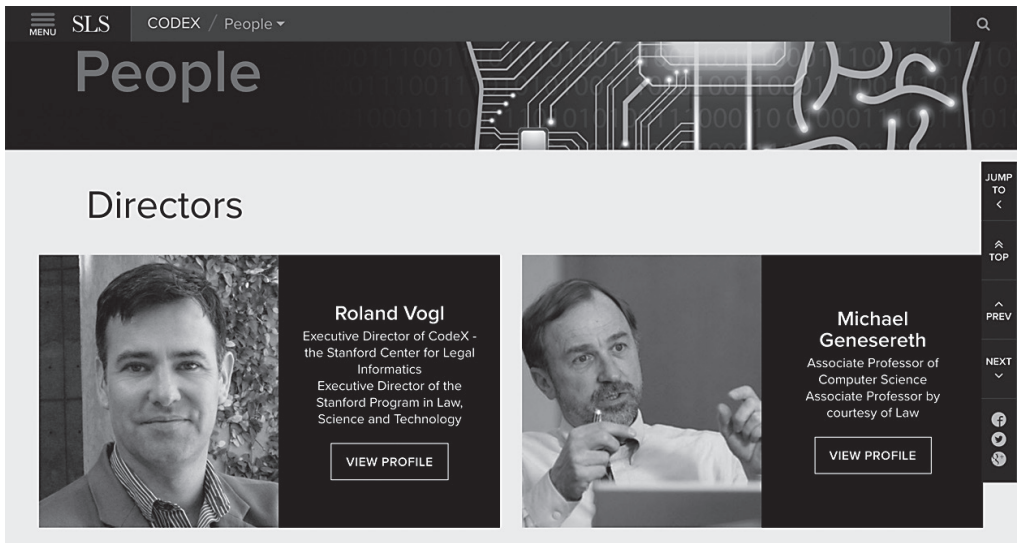 MENU
SLS
CODEX / People
People
Directors
JUMP
TO
TOP
PREV
NEXT
Roland Vogl
Executive Director of CodeX -
the Stanford Center for Legal
Informatics
Executive Director of the
Stanford Program in Law,
Science and Technology
VIEW PROFILE
Michael
Genesereth
Associate Professor of
Computer Science
Associate Professor by
courtesy of Law
VIEW PROFILE